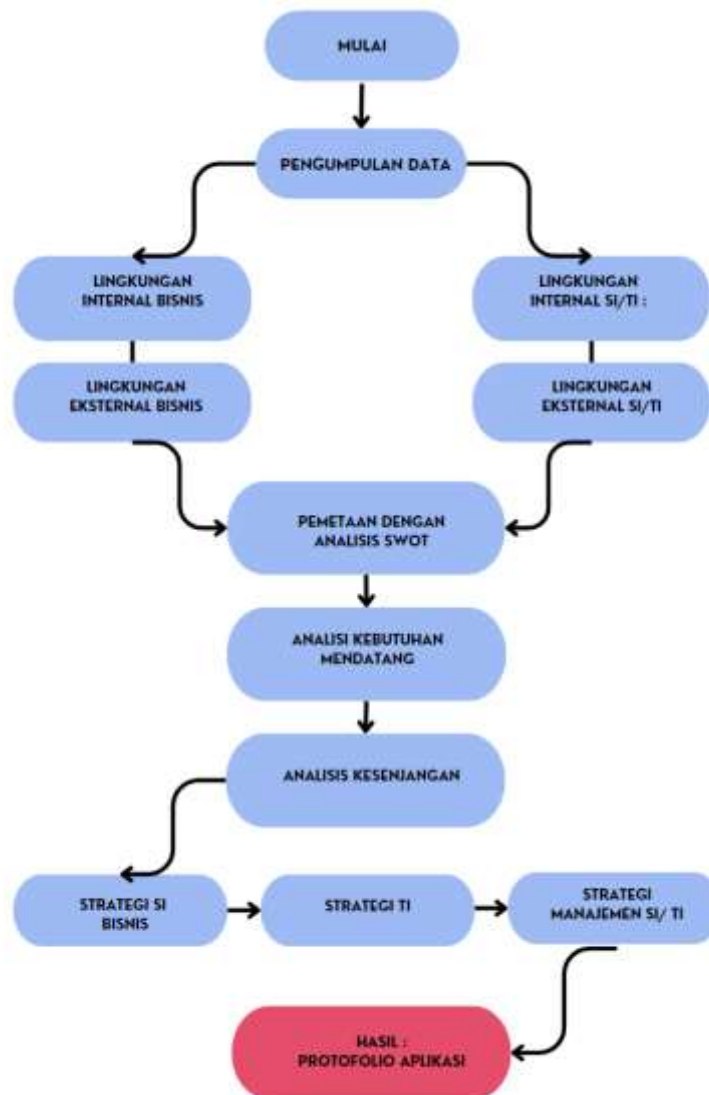 MULAI
PENGUMPULAN DATA
LINGKUNGAN
INTERNAL BISNIS
LINGKUNGAN
INTERNAL SI/TI :
LINGKUNGAN
EKSTERNAL BISNIS
LINGKUNGAN
EKSTERNAL SI/TI
PEMETAAN DENGAN
ANALISIS SWOT
ANALISI KEBUTUHAN
MENDATANG
ANALISIS KESENJANGAN
STRATEGI SI
BISNIS
STRATEGI TI
STRATEGI
MANAJEMEN SI/ TI
HASIL :
PROTOFOLIO APLIKASI